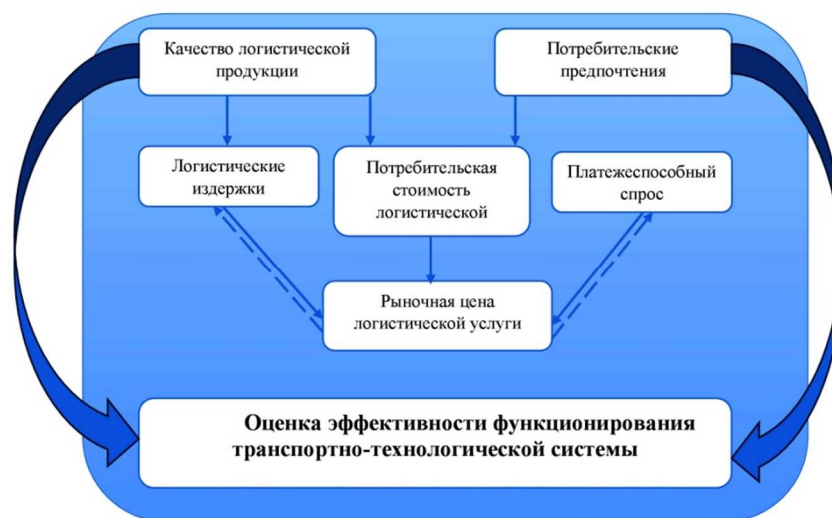 Качество логистической
продукции
Потребительские
предпочтения
Логистические
издержки
Потребительская
стоимость
логистической
Платежеспособный
спрос
Рыночная цена
логистической услуги
Оценка эффективности функционирования
транспортно-технологической системы